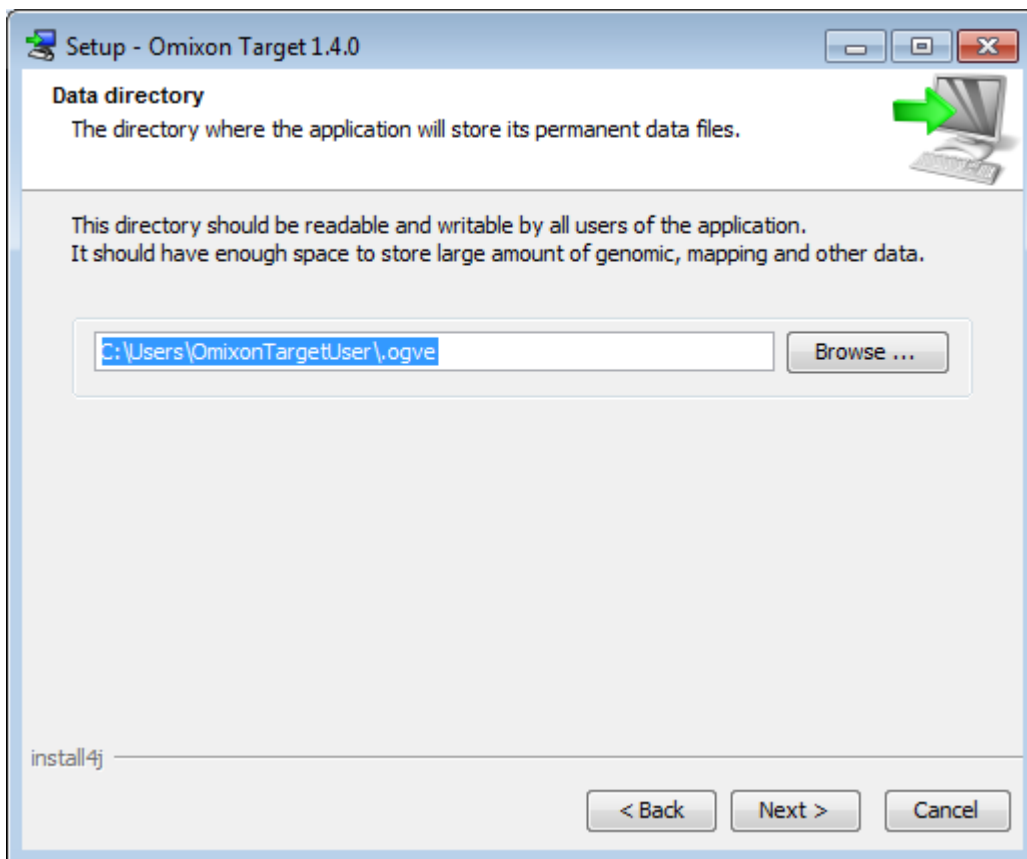 Setup - Omixon Target 1.4.0
Data directory
The directory where the application will store its permanent data files.
This directory should be readable and writable by all users of the application.
It should have enough space to store large amount of genomic, mapping and other data.
C:\Users\OmixonTargetUser\.ogve
Browse ...
install4j
< Back
Next >
Cancel